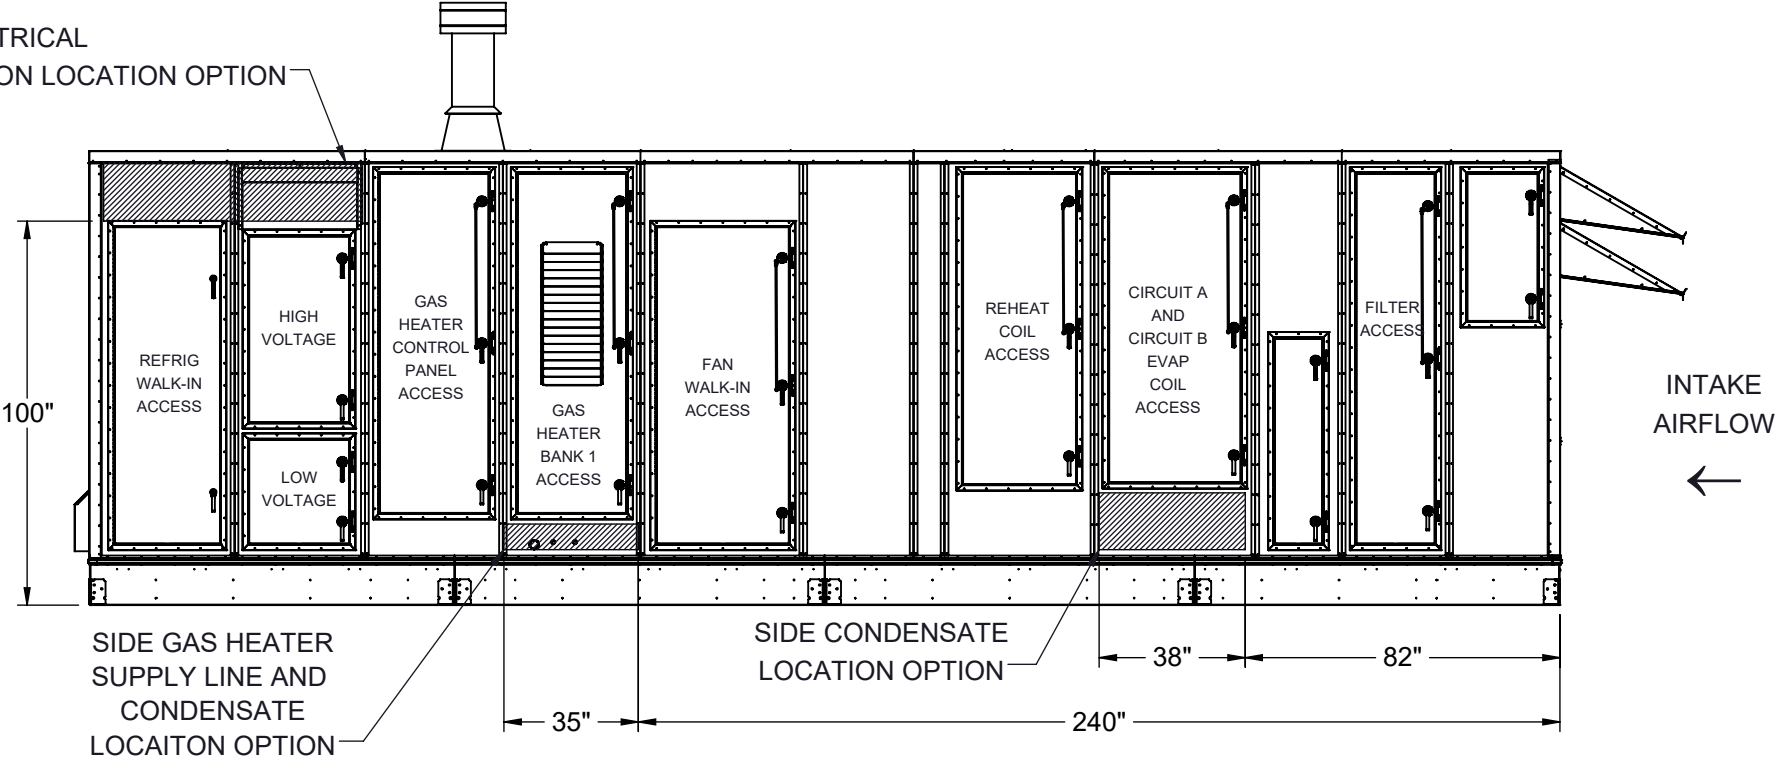 TRICAL
ON LOCATION OPTION
REFRIG
WALK-IN
ACCESS
HIGH
VOLTAGE
LOW
VOLTAGE
GAS
HEATER
CONTROL
PANEL
ACCESS
GAS
HEATER
BANK 1
ACCESS
FAN
WALK-IN
ACCESS
REHEAT
COIL
ACCESS
CIRCUIT A
AND
CIRCUIT B
EVAP
COIL
ACCESS
FILTER
ACCESS
INTAKE
AIRFLOW
←
100"
SIDE GAS HEATER
SUPPLY LINE AND
CONDENSATE
LOCAITON OPTION
SIDE CONDENSATE
LOCATION OPTION
38"
82"
35"
240"